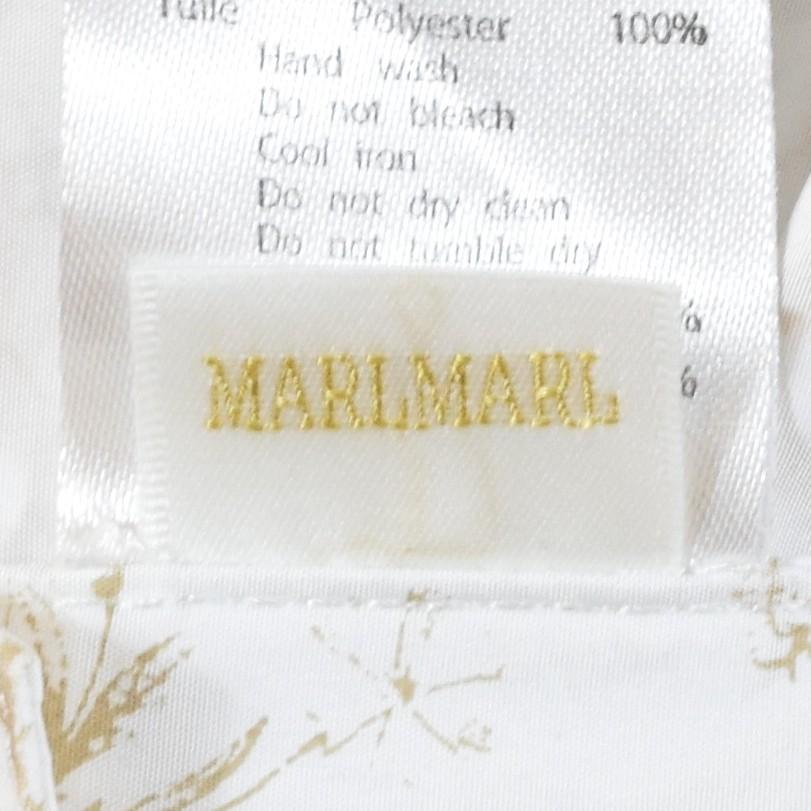 Tulle Polyester 100%
Hand wash
Do not bleach
Cool iron
Do not dry clean
Do not tumble dry
%
%
MARLMARL